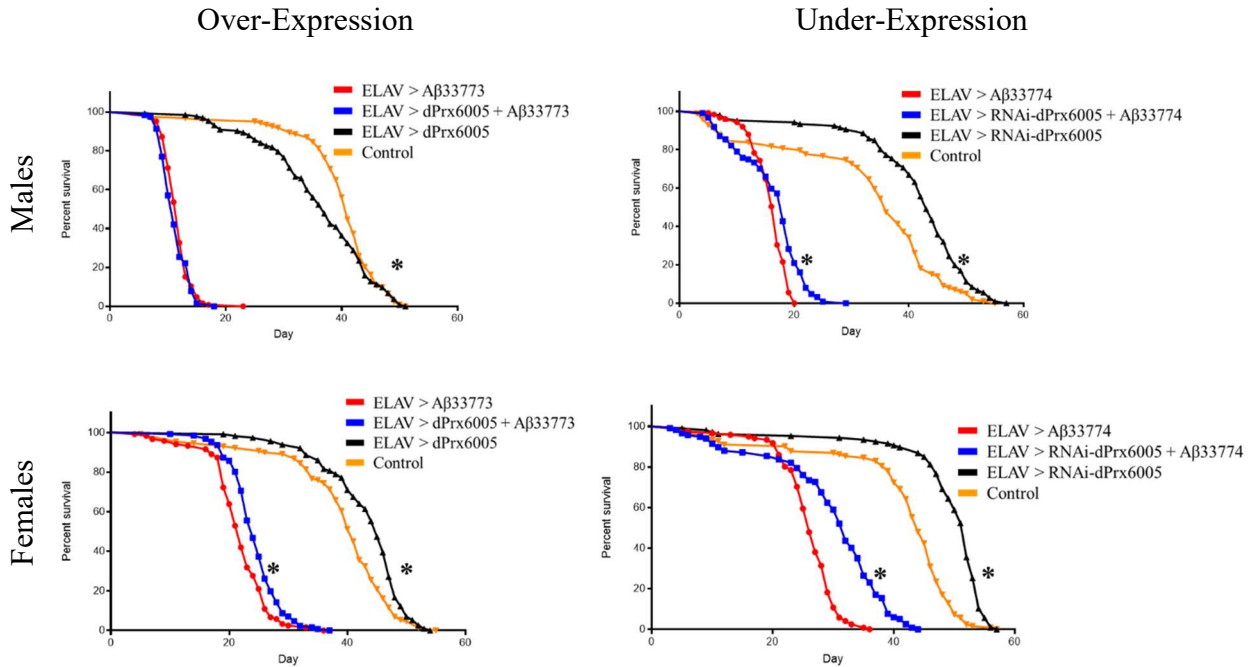 Over-Expression
Under-Expression
Males
Females
ELAV > Aβ33773
ELAV > dPrx6005 + Aβ33773
ELAV > dPrx6005
Control
Percent survival
100
80
60
40
20
0
0
20
40
60
Day
*
ELAV > Aβ33774
ELAV > RNAi-dPrx6005 + Aβ33774
ELAV > RNAi-dPrx6005
Control
Percent survival
100
80
60
40
20
0
0
20
40
60
Day
*
*
ELAV > Aβ33773
ELAV > dPrx6005 + Aβ33773
ELAV > dPrx6005
Control
Percent survival
100
80
60
40
20
0
0
20
40
60
Day
*
*
ELAV > Aβ33774
ELAV > RNAi-dPrx6005 + Aβ33774
ELAV > RNAi-dPrx6005
Control
Percent survival
100
80
60
40
20
0
0
20
40
60
Day
*
*